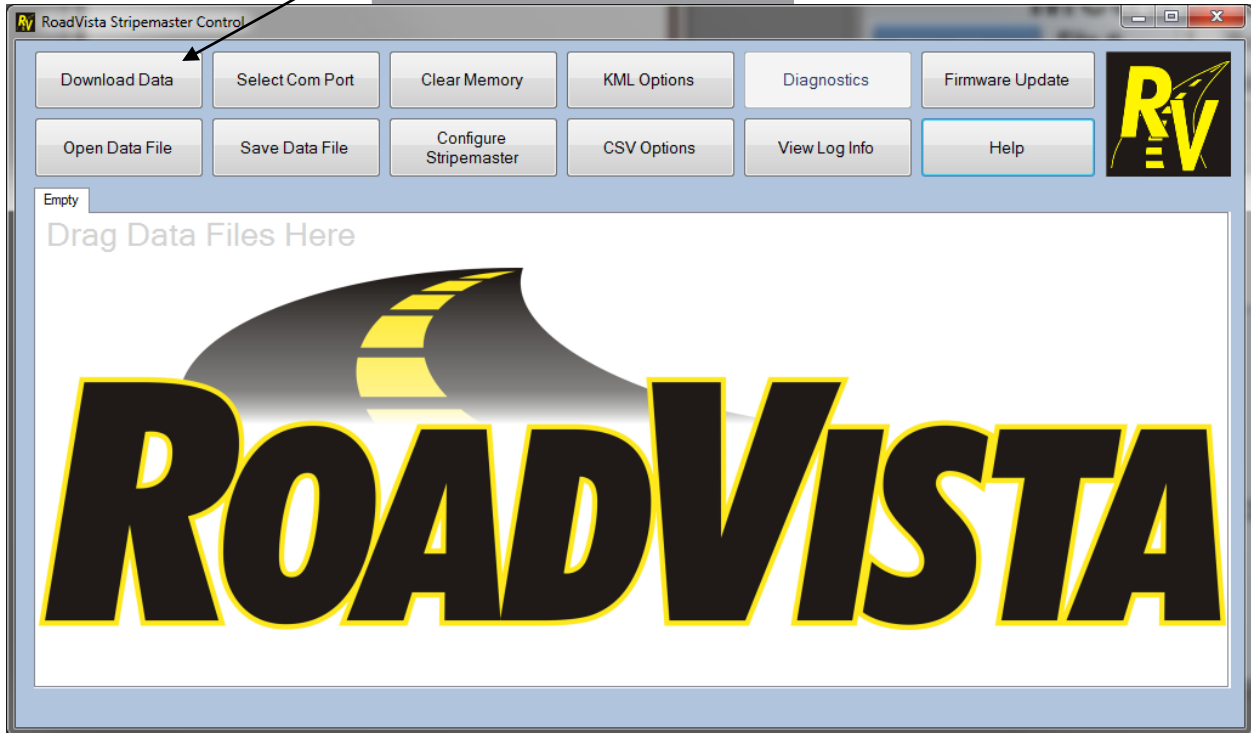 RoadVista Stripemaster Control
Download Data
Select Com Port
Clear Memory
KML Options
Diagnostics
Firmware Update
Open Data File
Save Data File
Configure
Stripemaster
CSV Options
View Log Info
Help
RV
Empty
Drag Data Files Here
ROADVISTA